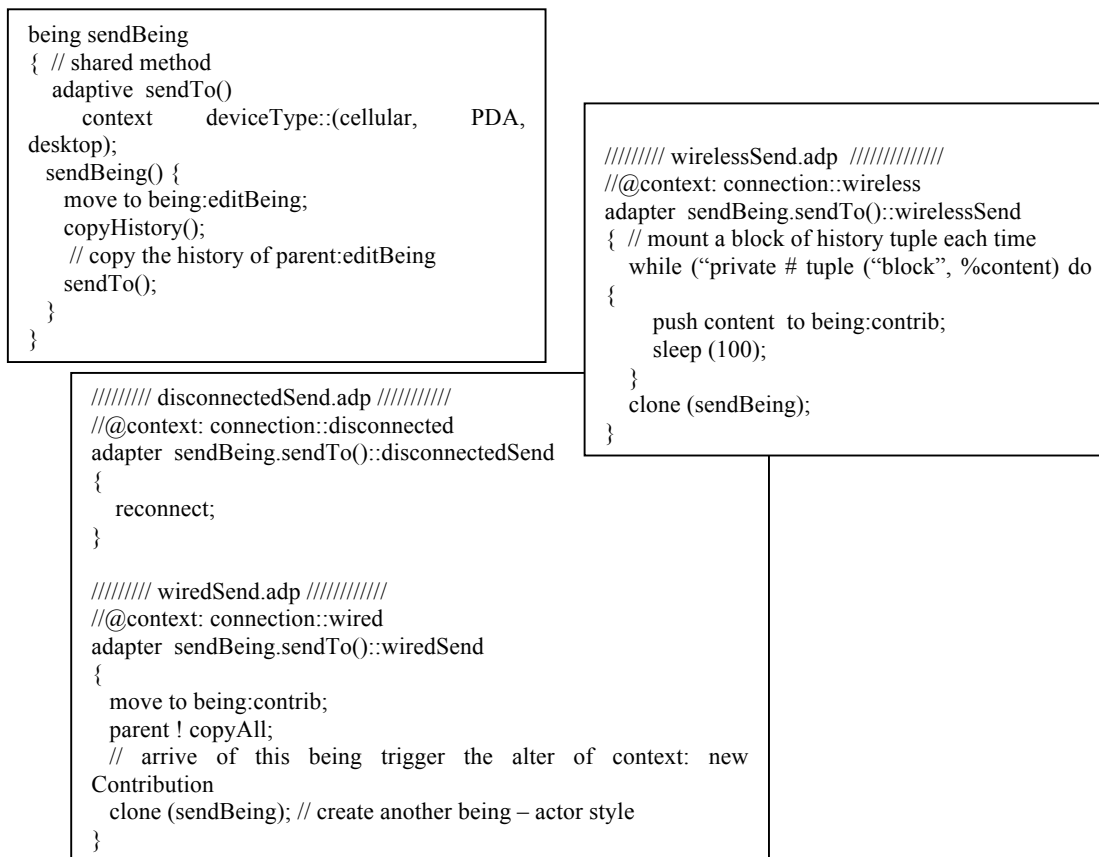 being sendBeing
{ // shared method
adaptive sendTo()
context deviceType::(cellular, PDA,
desktop);
sendBeing() {
move to being:editBeing;
copyHistory();
// copy the history of parent:editBeing
sendTo();
}
}
///////// wirelessSend.adp //////////////
//@context: connection::wireless
adapter sendBeing.sendTo()::wirelessSend
{ // mount a block of history tuple each time
while (“private # tuple (“block”, %content) do
{
push content to being:contrib;
sleep (100);
}
clone (sendBeing);
}
///////// disconnectedSend.adp ///////////
//@context: connection::disconnected
adapter sendBeing.sendTo()::disconnectedSend
{
reconnect;
}
///////// wiredSend.adp ////////////
//@context: connection::wired
adapter sendBeing.sendTo()::wiredSend
{
move to being:contrib;
parent ! copyAll;
// arrive of this being trigger the alter of context: new
Contribution
clone (sendBeing); // create another being – actor style
}